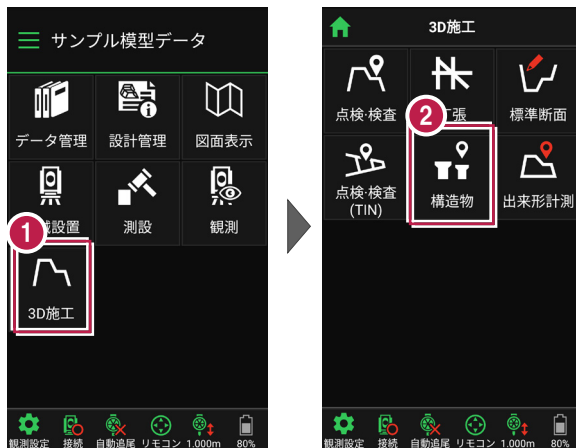 サンプル模型データ
データ管理
設計管理
図面表示
械設置
測設
観測
1
3D施工
観測設定
接続
自動追尾
リモコン
1.000m
80%
3D施工
点検·検査
丁張
標準断面
2
点検·検査
(TIN)
構造物
出来形計測
観測設定
接続
自動追尾
リモコン
1.000m
80%